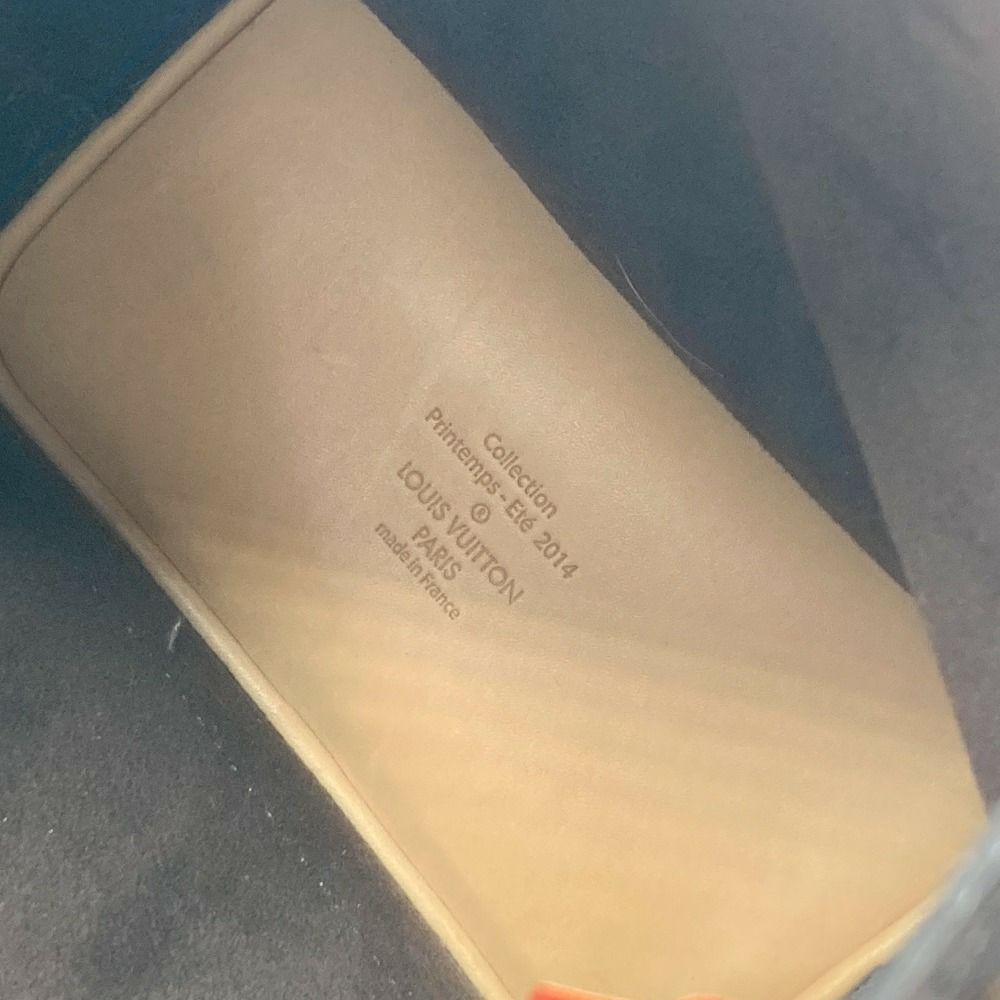 Collection
Printemps - Eté 2014
®
LOUIS VUITTON
PARIS
made in France